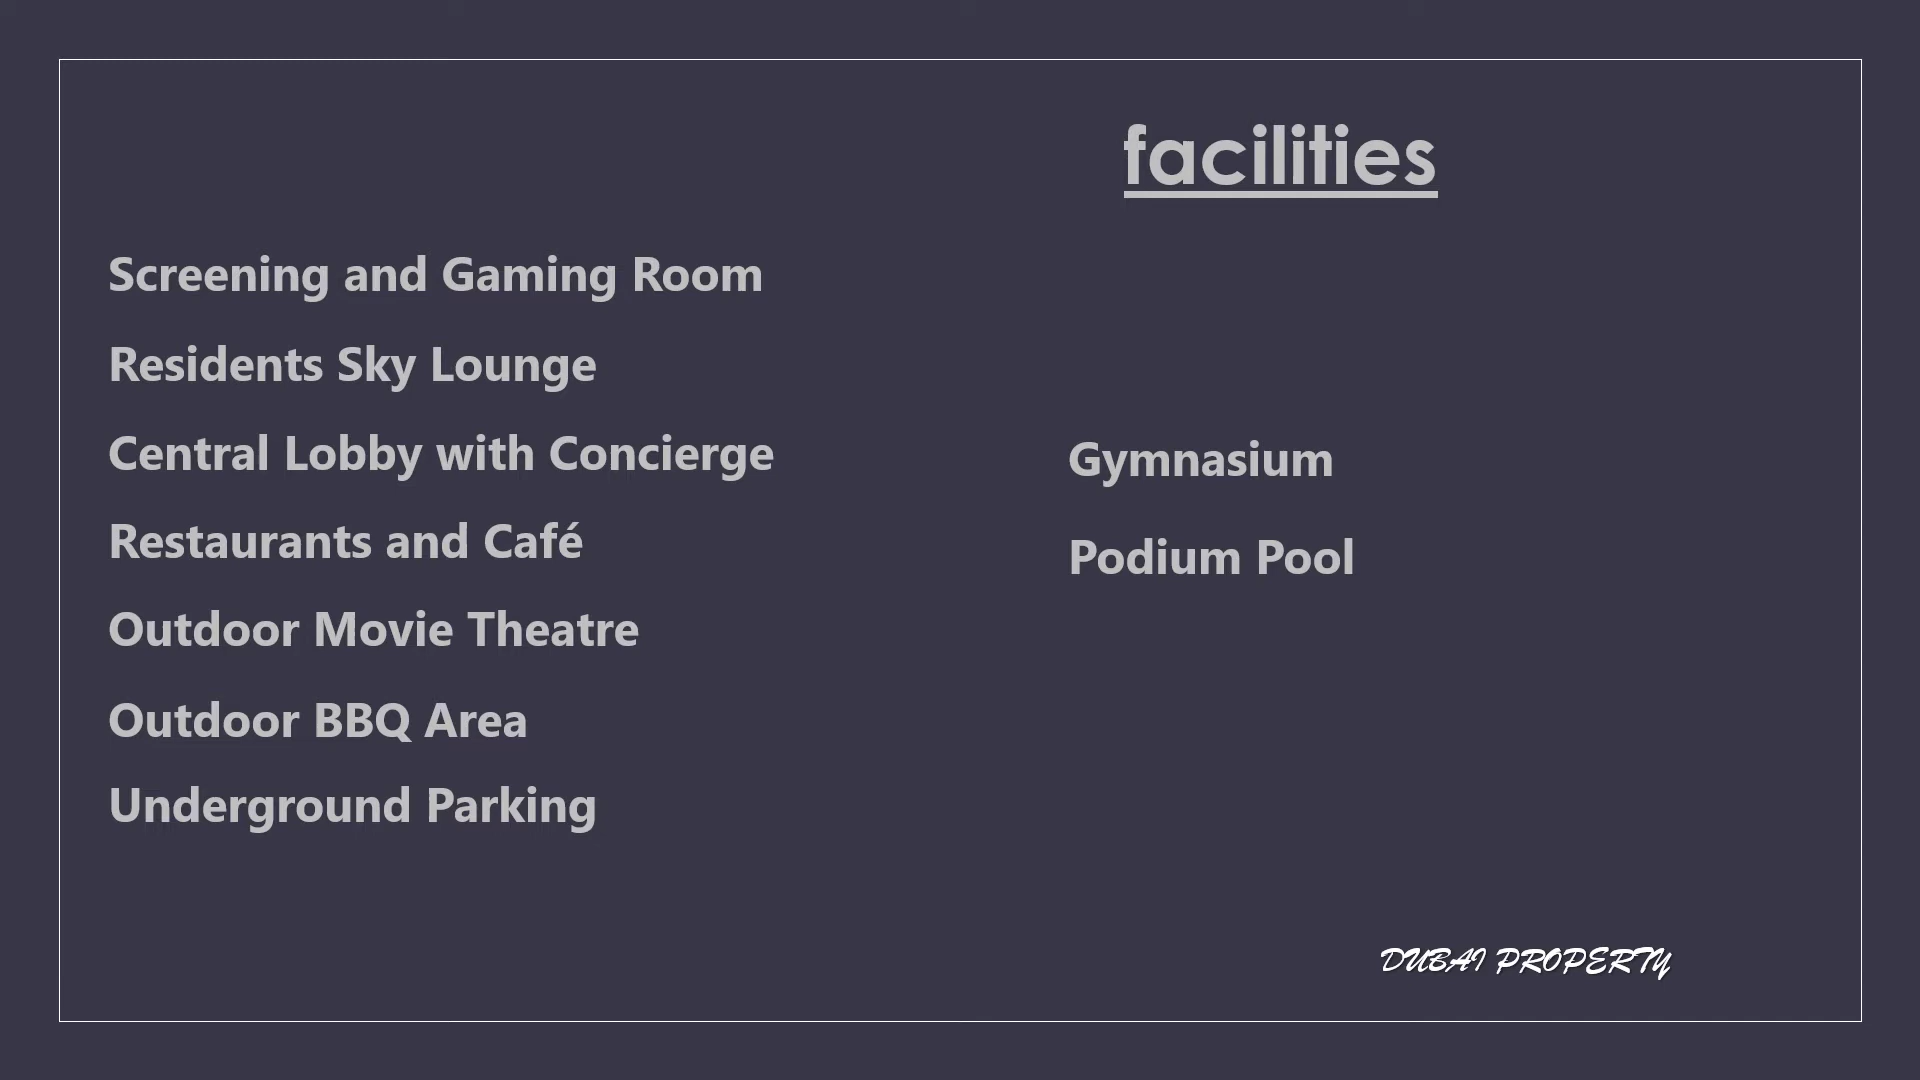 facilities
Screening and Gaming Room
Residents Sky Lounge
Central Lobby with Concierge
Restaurants and Café
Outdoor Movie Theatre
Outdoor BBQ Area
Underground Parking
Gymnasium
Podium Pool
DUBAI PROPERTY